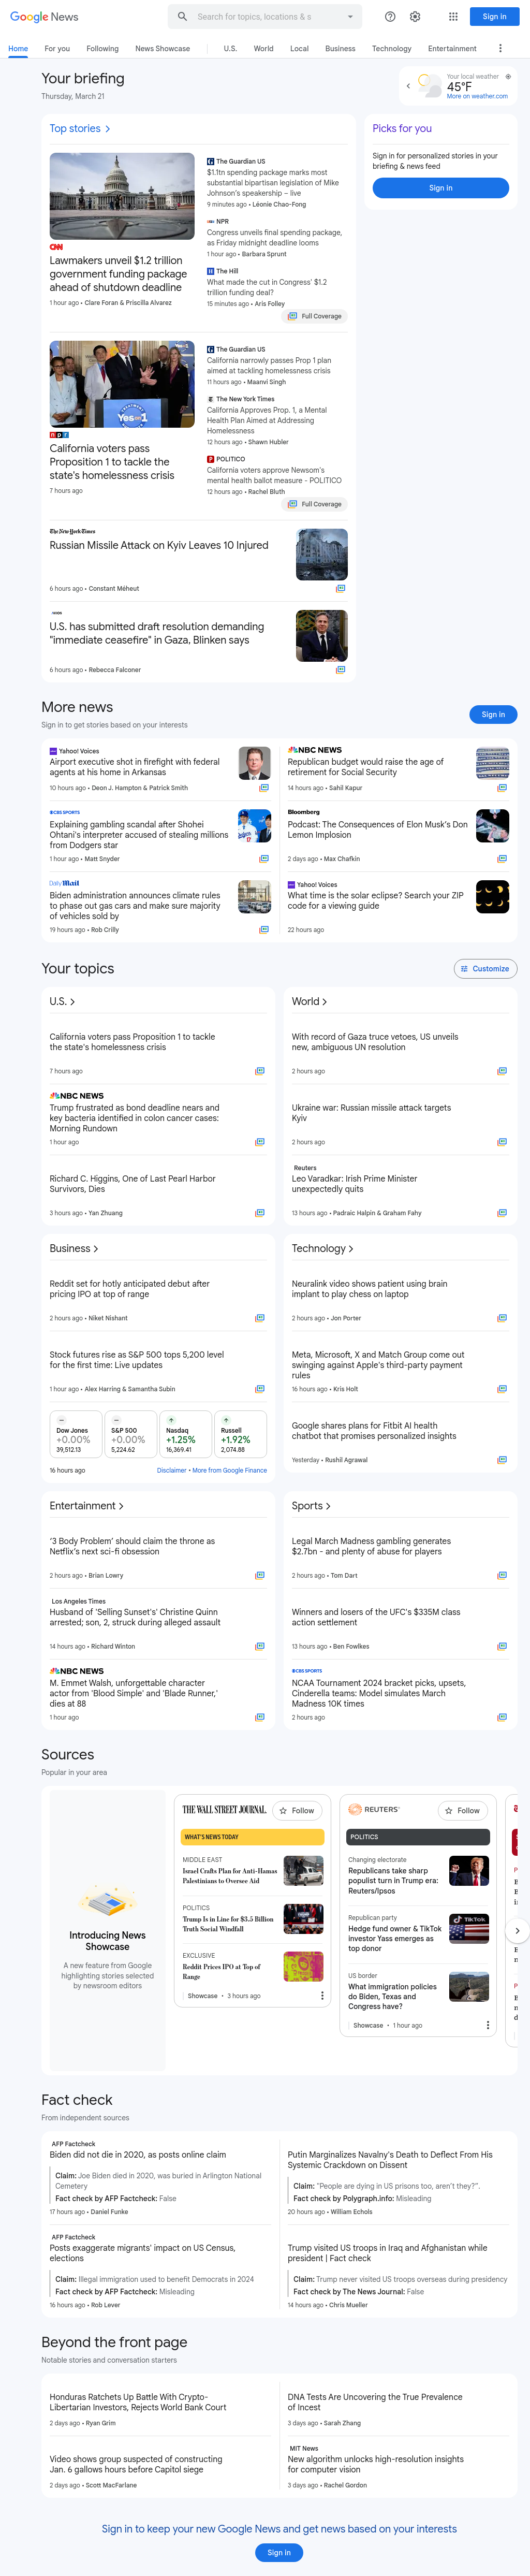 Google News
Search for topics, locations & s
Sign in
Home
For you
Following
News Showcase
U.S.
World
Local
Business
Technology
Entertainment
Your briefing
Thursday, March 21
Your local weather
45°F
More on weather.com
Top stories
CNN
Lawmakers unveil $1.2 trillion
government funding package
ahead of shutdown deadline
1 hour ago • Clare Foran & Priscilla Alvarez
The Guardian US
$1.1tn spending package marks most
substantial bipartisan legislation of Mike
Johnson's speakership – live
9 minutes ago • Léonie Chao-Fong
NPR
Congress unveils final spending package,
as Friday midnight deadline looms
1 hour ago • Barbara Sprunt
The Hill
What made the cut in Congress' $1.2
trillion funding deal?
15 minutes ago • Aris Folley
Full Coverage
Picks for you
Sign in for personalized stories in your
briefing & news feed
Sign in
Yes on 1
TREATMENT
npr
California voters pass
Proposition 1 to tackle the
state's homelessness crisis
7 hours ago
The Guardian US
California narrowly passes Prop 1 plan
aimed at tackling homelessness crisis
11 hours ago • Maanvi Singh
The New York Times
California Approves Prop. 1, a Mental
Health Plan Aimed at Addressing
Homelessness
12 hours ago • Shawn Hubler
POLITICO
California voters approve Newsom's
mental health ballot measure - POLITICO
12 hours ago • Rachel Bluth
Full Coverage
The New York Times
Russian Missile Attack on Kyiv Leaves 10 Injured
6 hours ago • Constant Méheut
AXIOS
U.S. has submitted draft resolution demanding
"immediate ceasefire" in Gaza, Blinken says
6 hours ago • Rebecca Falconer
More news
Sign in to get stories based on your interests
Sign in
Yahoo! Voices
Airport executive shot in firefight with federal
agents at his home in Arkansas
10 hours ago • Deon J. Hampton & Patrick Smith
CBS SPORTS
Explaining gambling scandal after Shohei
Ohtani's interpreter accused of stealing millions
from Dodgers star
1 hour ago • Matt Snyder
Daily Mail
Biden administration announces climate rules
to phase out gas cars and make sure majority
of vehicles sold by
19 hours ago • Rob Crilly
NBC NEWS
Republican budget would raise the age of
retirement for Social Security
14 hours ago • Sahil Kapur
Bloomberg
Podcast: The Consequences of Elon Musk's Don
Lemon Implosion
2 days ago • Max Chafkin
Yahoo! Voices
What time is the solar eclipse? Search your ZIP
code for a viewing guide
22 hours ago
Your topics
Customize
U.S.
California voters pass Proposition 1 to tackle
the state's homelessness crisis
7 hours ago
NBC NEWS
Trump frustrated as bond deadline nears and
key bacteria identified in colon cancer cases:
Morning Rundown
1 hour ago
Richard C. Higgins, One of Last Pearl Harbor
Survivors, Dies
3 hours ago • Yan Zhuang
World
With record of Gaza truce vetoes, US unveils
new, ambiguous UN resolution
2 hours ago
Ukraine war: Russian missile attack targets
Kyiv
2 hours ago
Reuters
Leo Varadkar: Irish Prime Minister
unexpectedly quits
13 hours ago • Padraic Halpin & Graham Fahy
Business
Reddit set for hotly anticipated debut after
pricing IPO at top of range
2 hours ago • Niket Nishant
Stock futures rise as S&P 500 tops 5,200 level
for the first time: Live updates
1 hour ago • Alex Harring & Samantha Subin
Dow Jones
+0.00%
39,512.13
S&P 500
+0.00%
5,224.62
Nasdaq
+1.25%
16,369.41
Russell
+1.92%
2,074.88
16 hours ago
Disclaimer • More from Google Finance
Technology
Neuralink video shows patient using brain
implant to play chess on laptop
2 hours ago • Jon Porter
Meta, Microsoft, X and Match Group come out
swinging against Apple's third-party payment
rules
16 hours ago • Kris Holt
Google shares plans for Fitbit AI health
chatbot that promises personalized insights
Yesterday • Rushil Agrawal
Entertainment
'3 Body Problem' should claim the throne as
Netflix's next sci-fi obsession
2 hours ago • Brian Lowry
Los Angeles Times
Husband of 'Selling Sunset's' Christine Quinn
arrested; son, 2, struck during alleged assault
14 hours ago • Richard Winton
NBC NEWS
M. Emmet Walsh, unforgettable character
actor from 'Blood Simple' and 'Blade Runner,'
dies at 88
1 hour ago
Sports
Legal March Madness gambling generates
$2.7bn - and plenty of abuse for players
2 hours ago • Tom Dart
Winners and losers of the UFC's $335M class
action settlement
13 hours ago • Ben Fowlkes
CBS SPORTS
NCAA Tournament 2024 bracket picks, upsets,
Cinderella teams: Model simulates March
Madness 10K times
2 hours ago
Sources
Popular in your area
Introducing News
Showcase
A new feature from Google
highlighting stories selected
by newsroom editors
THE WALL STREET JOURNAL.
Follow
WHAT'S NEWS TODAY
MIDDLE EAST
Israel Crafts Plan for Anti-Hamas
Palestinians to Oversee Aid
POLITICS
Trump Is in Line for $3.5 Billion
Truth Social Windfall
EXCLUSIVE
Reddit Prices IPO at Top of
Range
Showcase • 3 hours ago
REUTERS
Follow
POLITICS
Changing electorate
Republicans take sharp
populist turn in Trump era:
Reuters/Ipsos
Republican party
Hedge fund owner & TikTok
investor Yass emerges as
top donor
TikTok
US border
What immigration policies
do Biden, Texas and
Congress have?
Showcase • 1 hour ago
Fact check
From independent sources
AFP Factcheck
Biden did not die in 2020, as posts online claim
Claim: Joe Biden died in 2020, was buried in Arlington National
Cemetery
Fact check by AFP Factcheck: False
17 hours ago • Daniel Funke
AFP Factcheck
Posts exaggerate migrants' impact on US Census,
elections
Claim: Illegal immigration used to benefit Democrats in 2024
Fact check by AFP Factcheck: Misleading
16 hours ago • Rob Lever
Putin Marginalizes Navalny's Death to Deflect From His
Systemic Crackdown on Dissent
Claim: "People are dying in US prisons too, aren't they?".
Fact check by Polygraph.info: Misleading
20 hours ago • William Echols
Trump visited US troops in Iraq and Afghanistan while
president | Fact check
Claim: Trump never visited US troops overseas during presidency
Fact check by The News Journal: False
14 hours ago • Chris Mueller
Beyond the front page
Notable stories and conversation starters
Honduras Ratchets Up Battle With Crypto-
Libertarian Investors, Rejects World Bank Court
2 days ago • Ryan Grim
Video shows group suspected of constructing
Jan. 6 gallows hours before Capitol siege
2 days ago • Scott MacFarlane
DNA Tests Are Uncovering the True Prevalence
of Incest
3 days ago • Sarah Zhang
MIT News
New algorithm unlocks high-resolution insights
for computer vision
3 days ago • Rachel Gordon
Sign in to keep your new Google News and get news based on your interests
Sign in